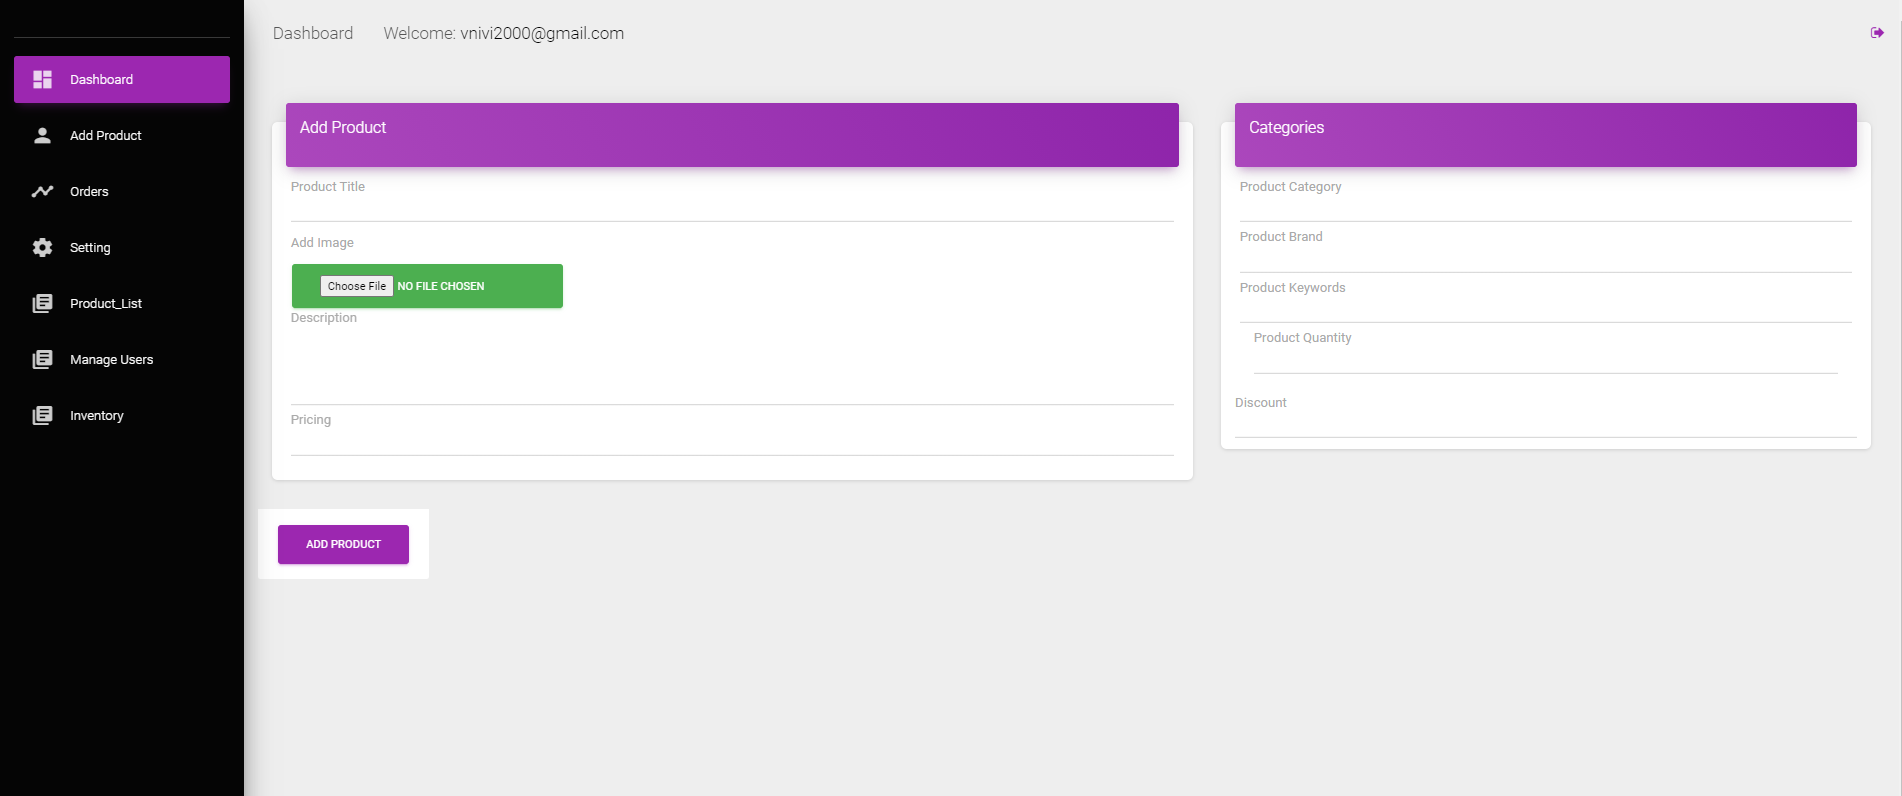 Dashboard
Add Product
Orders
Setting
Product_List
Manage Users
Inventory
Dashboard Welcome: vnivi2000@gmail.com
Add Product
Product Title
Add Image
Choose File NO FILE CHOSEN
Description
Pricing
ADD PRODUCT
Categories
Product Category
Product Brand
Product Keywords
Product Quantity
Discount